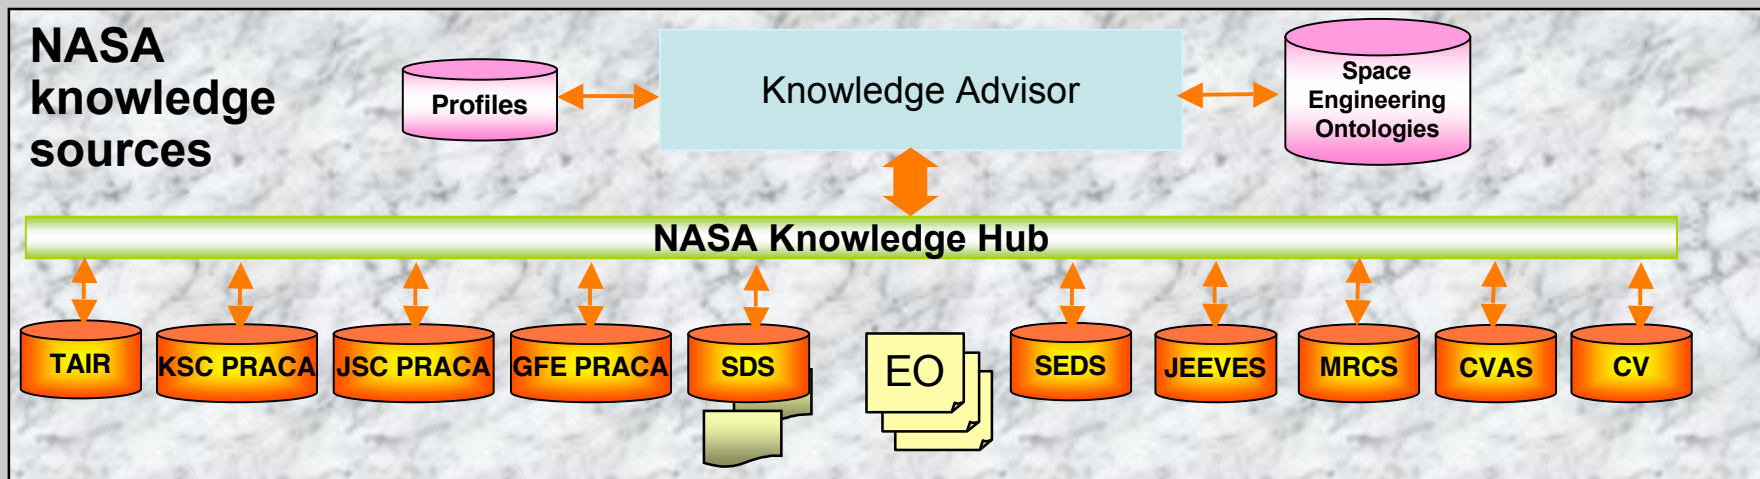 NASA
knowledge
sources
Profiles
Knowledge Advisor
Space
Engineering
Ontologies
NASA Knowledge Hub
TAIR
KSC PRACA
JSC PRACA
GFE PRACA
SDS
EO
SEDS
JEEVES
MRCS
CVAS
CV